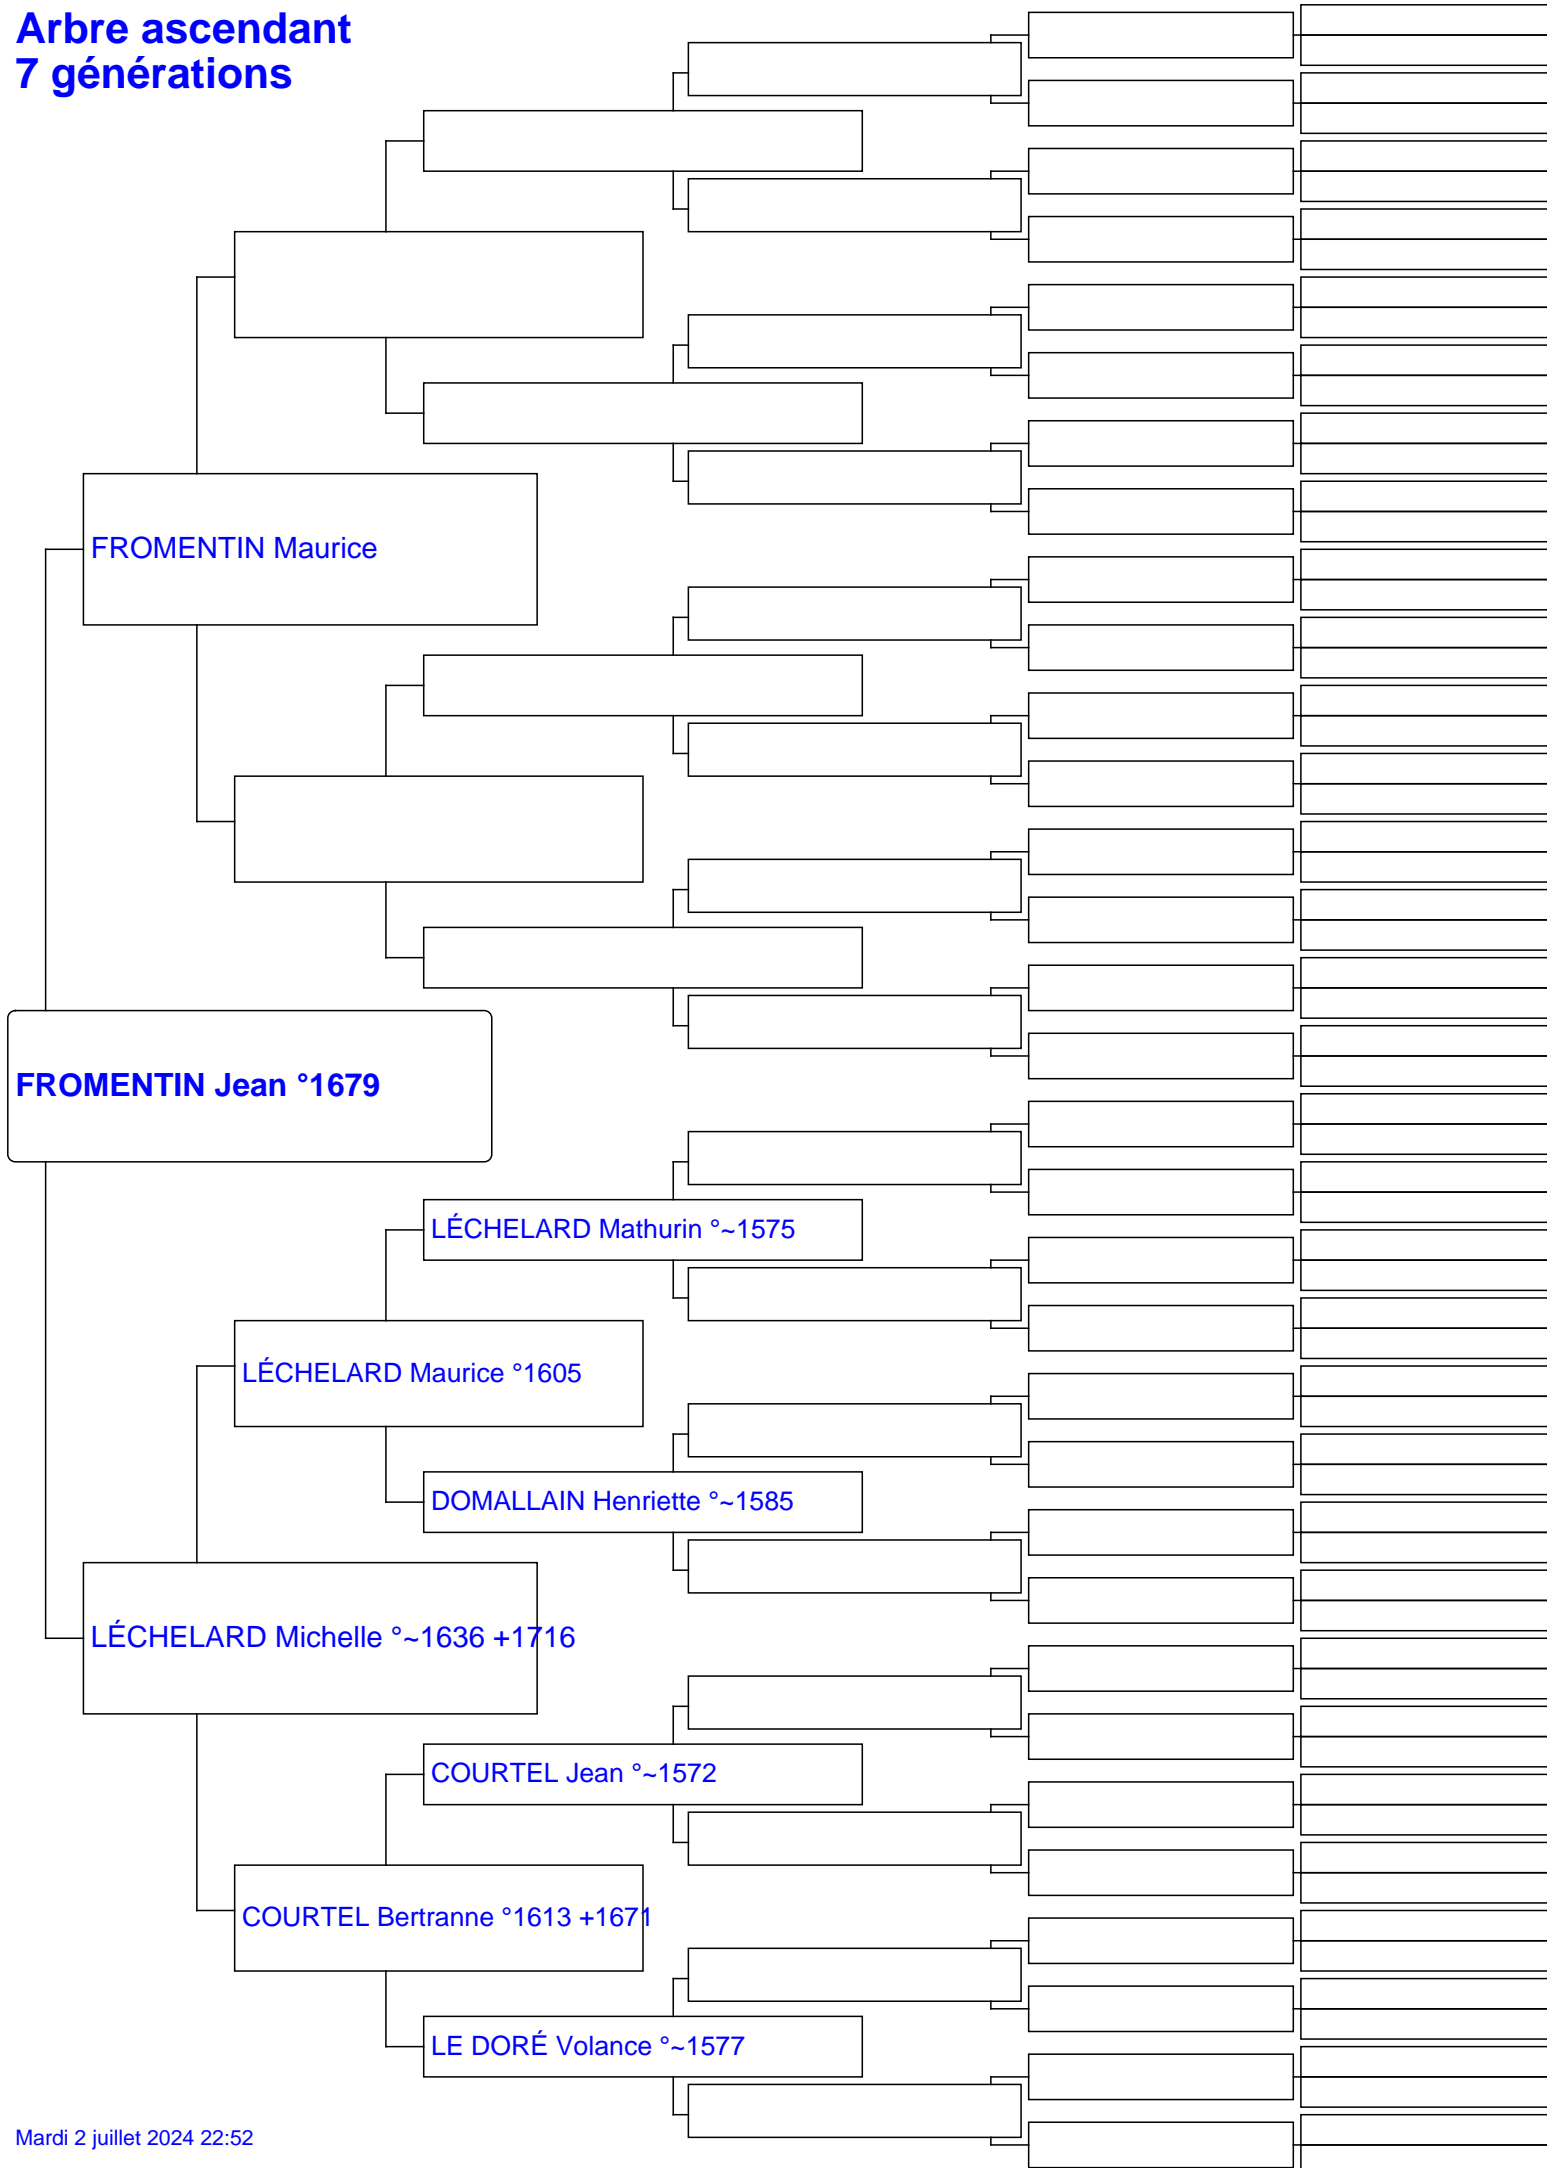 Arbre ascendant
7 générations
FROMENTIN Maurice
FROMENTIN Jean °1679
LÉCHELARD Mathurin °~1575
LÉCHELARD Maurice °1605
DOMALLAIN Henriette °~1585
LÉCHELARD Michelle °~1636 +1716
COURTEL Jean °~1572
COURTEL Bertranne °1613 +1671
LE DORÉ Volance °~1577
Mardi 2 juillet 2024 22:52